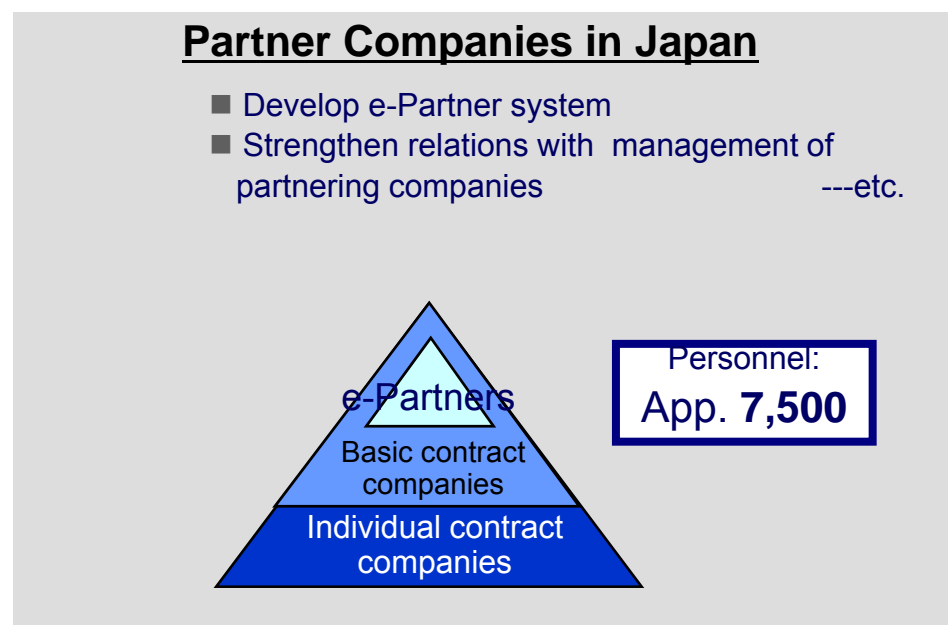 Partner Companies in Japan
■ Develop e-Partner system
■ Strengthen relations with management of
partnering companies ---etc.
e-Partners
Basic contract
companies
Individual contract
companies
Personnel:
App. 7,500